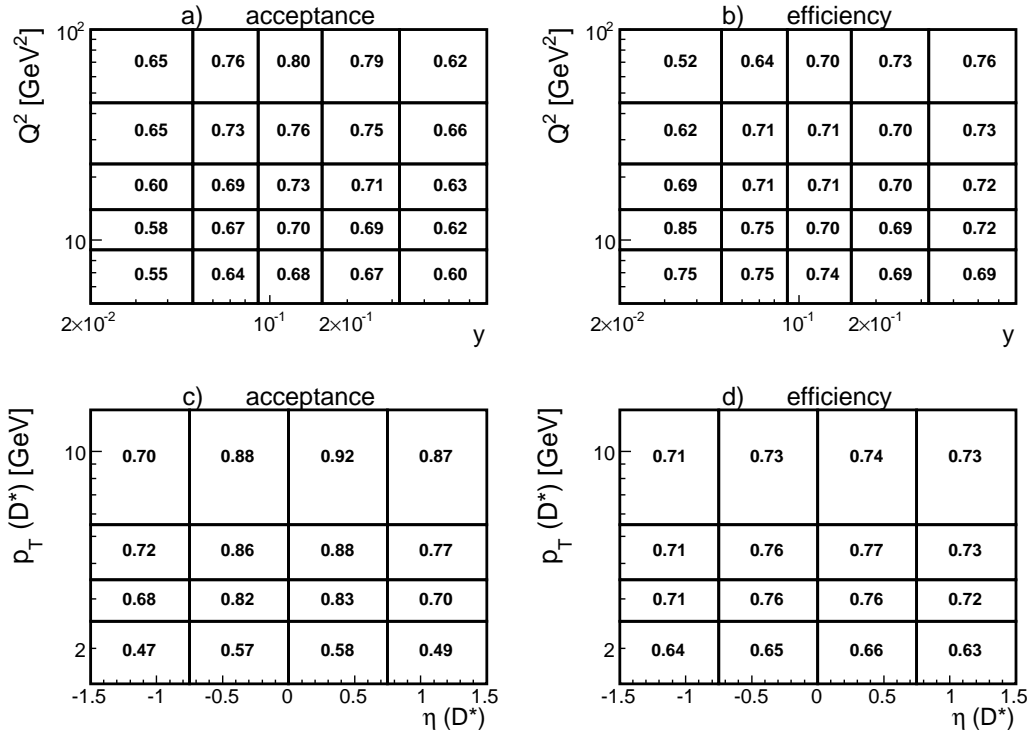 a) acceptance
Q² [GeV²]
10²
10
0.65 0.76 0.80 0.79 0.62
0.65 0.73 0.76 0.75 0.66
0.60 0.69 0.73 0.71 0.63
0.58 0.67 0.70 0.69 0.62
0.55 0.64 0.68 0.67 0.60
2×10⁻² 10⁻¹ 2×10⁻¹
y
b) efficiency
Q² [GeV²]
10²
10
0.52 0.64 0.70 0.73 0.76
0.62 0.71 0.71 0.70 0.73
0.69 0.71 0.71 0.70 0.72
0.85 0.75 0.70 0.69 0.72
0.75 0.75 0.74 0.69 0.69
2×10⁻² 10⁻¹ 2×10⁻¹
y
c) acceptance
p_T (D*) [GeV]
10
2
0.70 0.88 0.92 0.87
0.72 0.86 0.88 0.77
0.68 0.82 0.83 0.70
0.47 0.57 0.58 0.49
-1.5 -1 -0.5 0 0.5 1 1.5
η (D*)
d) efficiency
p_T (D*) [GeV]
10
2
0.71 0.73 0.74 0.73
0.71 0.76 0.77 0.73
0.71 0.76 0.76 0.72
0.64 0.65 0.66 0.63
-1.5 -1 -0.5 0 0.5 1 1.5
η (D*)